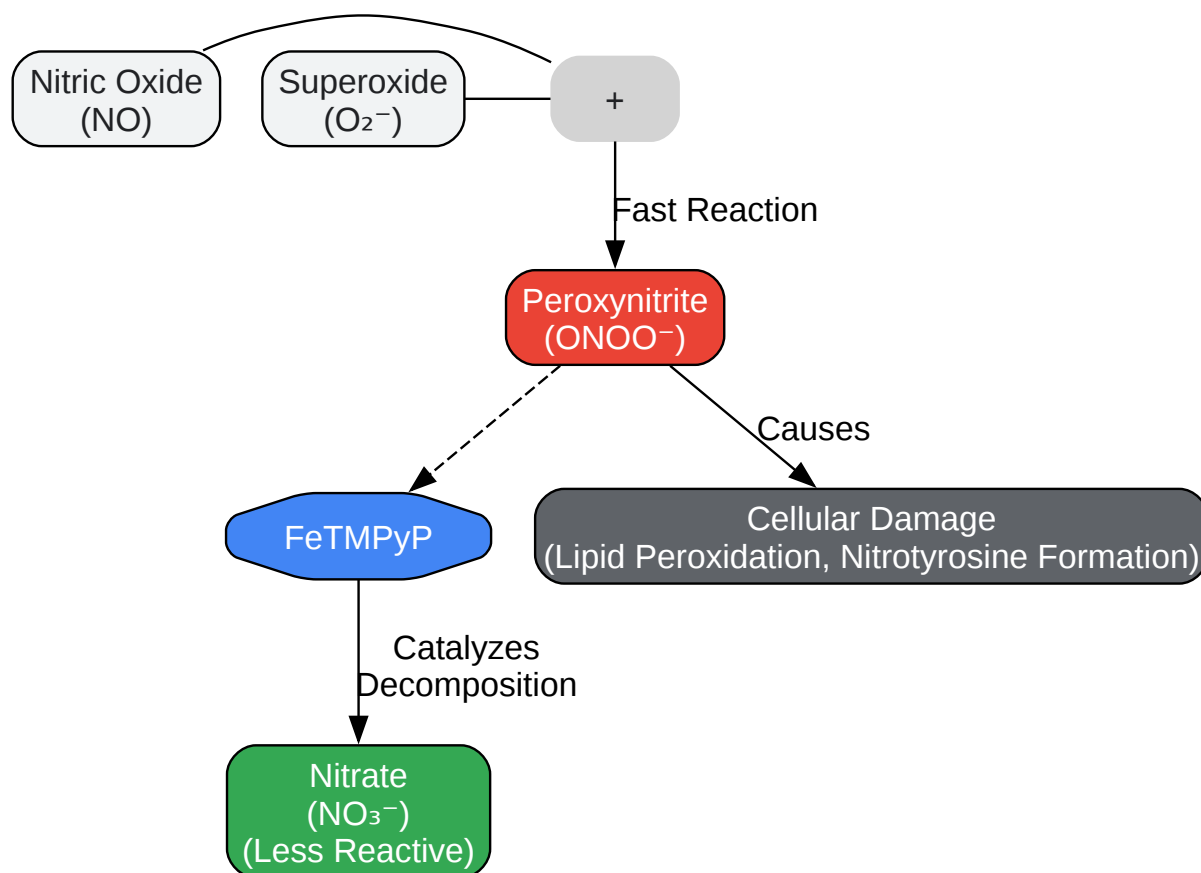 Nitric Oxide
(NO)
Superoxide
(O₂⁻)
+
Fast Reaction
Peroxynitrite
(ONOO⁻)
Causes
FeTMPyP
Cellular Damage
(Lipid Peroxidation, Nitrotyrosine Formation)
Catalyzes
Decomposition
Nitrate
(NO₃⁻)
(Less Reactive)